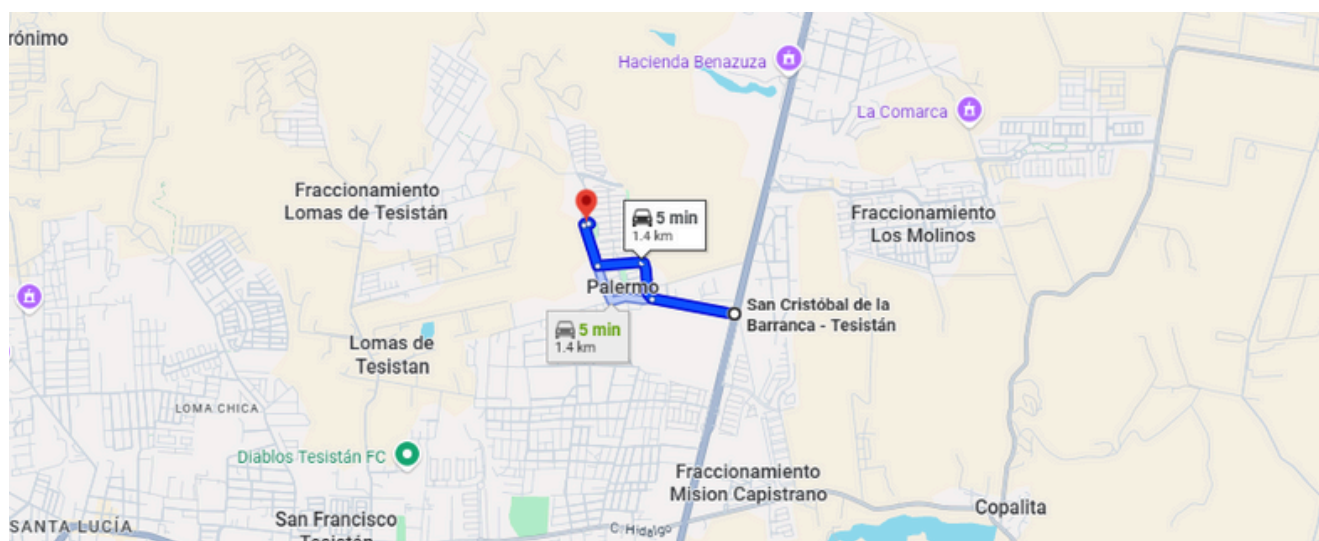 rónimo
Hacienda Benazuza
La Comarca
Fraccionamiento
Lomas de Tesistán
5 min
1.4 km
Fraccionamiento
Los Molinos
Palermo
San Cristóbal de la
Barranca - Tesistán
5 min
1.4 km
Lomas de
Tesistan
LOMA CHICA
Diablos Tesistán FC
Fraccionamiento
Mision Capistrano
Copalita
SANTA LUCÍA
San Francisco
Tesistán
C. Hidalgo